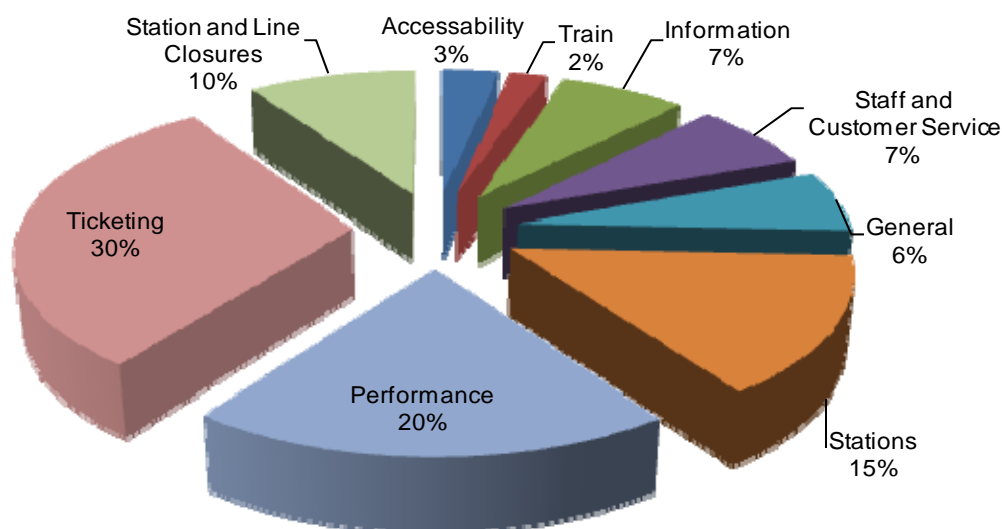 Station and Line
Closures
10%
Accessability
3%
Train
2%
Information
7%
Staff and
Customer Service
7%
General
6%
Stations
15%
Performance
20%
Ticketing
30%